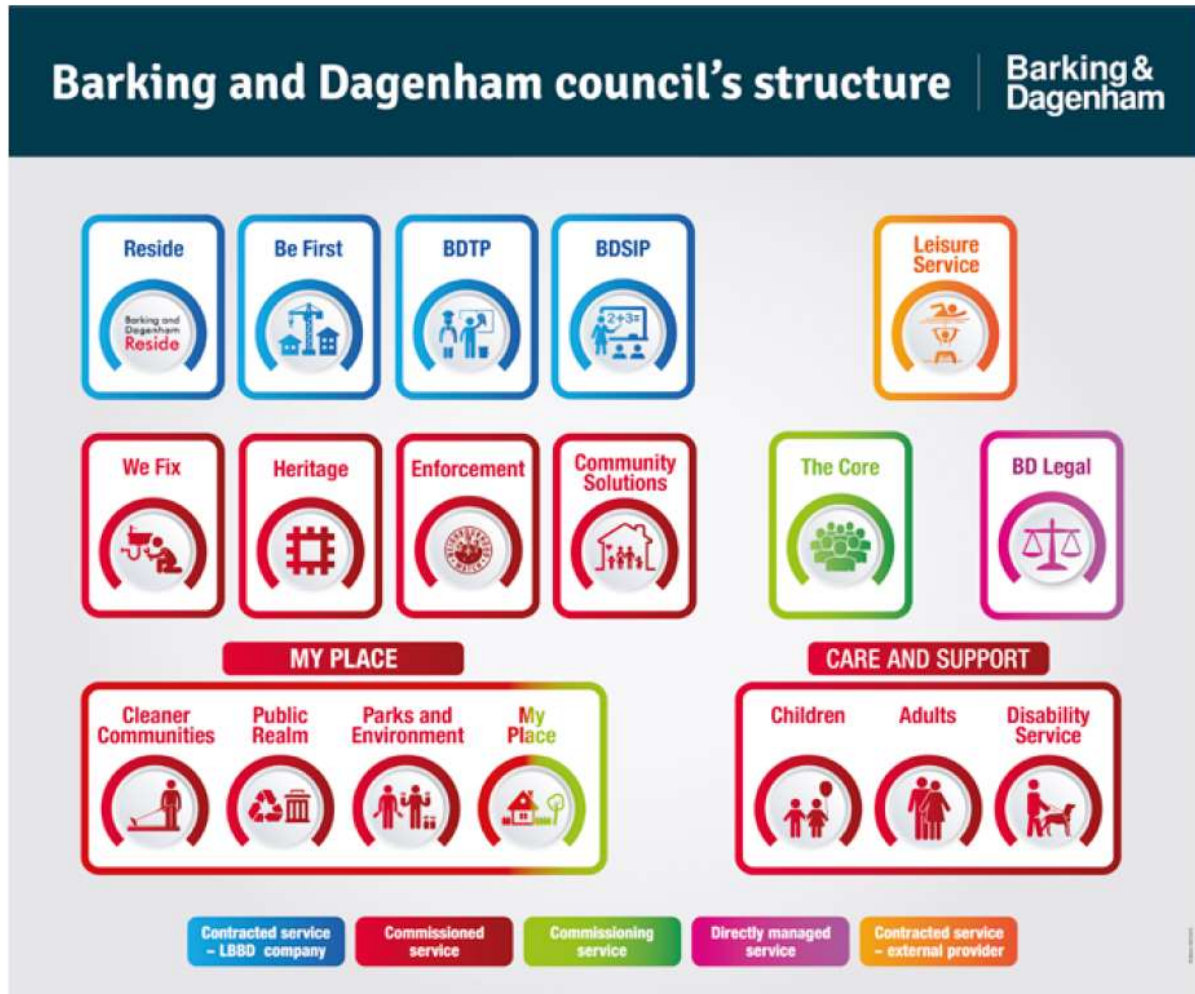 Barking and Dagenham council's structure
Barking &
Dagenham
Reside
Be First
BDTP
BDSIP
Leisure
Service
Barking and
Dagenham
Reside
2+3=
We Fix
Heritage
Enforcement
Community
Solutions
The Core
BD Legal
NEIGHBOURHOOD
WATCH
MY PLACE
CARE AND SUPPORT
Cleaner
Communities
Public
Realm
Parks and
Environment
My
Place
Children
Adults
Disability
Service
Contracted service
– LBBD company
Commissioned
service
Commissioning
service
Directly managed
service
Contracted service
– external provider